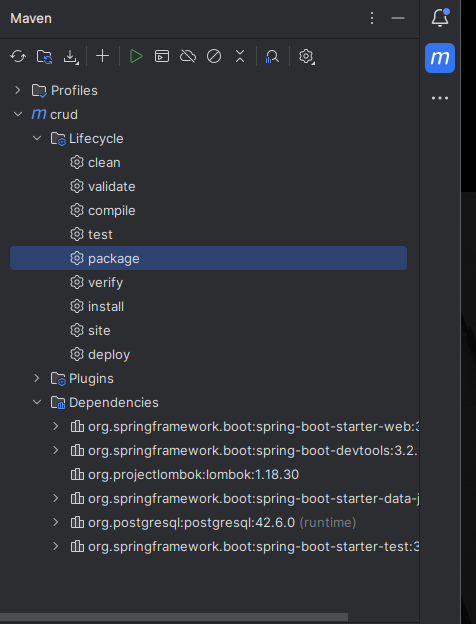 Maven
Profiles
m crud
Lifecycle
clean
validate
compile
test
package
verify
install
site
deploy
Plugins
Dependencies
org.springframework.boot:spring-boot-starter-web:3
org.springframework.boot:spring-boot-devtools:3.2.
org.projectlombok:lombok:1.18.30
org.springframework.boot:spring-boot-starter-data-j
org.postgresql:postgresql:42.6.0 (runtime)
org.springframework.boot:spring-boot-starter-test:3
m